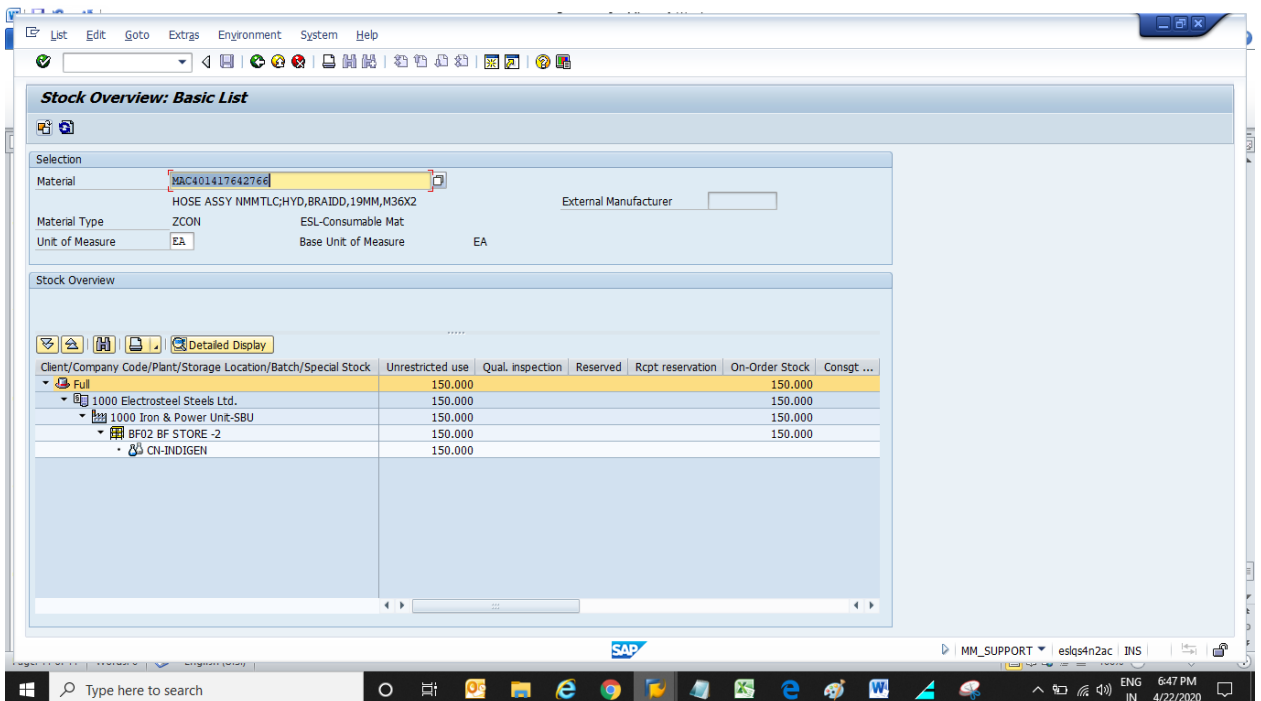 List Edit Goto Extras Environment System Help
Stock Overview: Basic List
Selection
Material MAC401417642766
HOSE ASSY NMMTLC;HYD,BRAIDD,19MM,M36X2 External Manufacturer
Material Type ZCON ESL-Consumable Mat
Unit of Measure EA Base Unit of Measure EA
Stock Overview
Detailed Display
Client/Company Code/Plant/Storage Location/Batch/Special Stock Unrestricted use Qual. inspection Reserved Rcpt reservation On-Order Stock Consgt ...
Full 150.000 150.000
1000 Electrosteel Steels Ltd. 150.000 150.000
1000 Iron & Power Unit-SBU 150.000 150.000
BF02 BF STORE -2 150.000 150.000
CN-INDIGEN 150.000
SAP MM_SUPPORT eslqs4n2ac INS
Type here to search ENG 6:47 PM
IN 4/22/2020